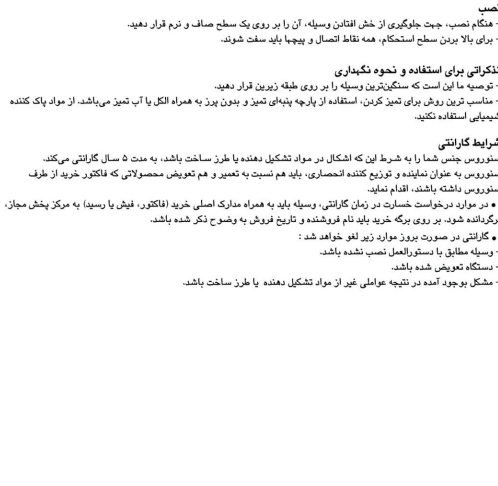 نصب
- هنگام نصب، جهت جلوگیری از خش افتادن وسیله، آن را بر روی یک سطح صاف و نرم قرار دهید.
- برای بالا بردن سطح استحکام، همه نقاط اتصال و پیچها باید سفت شوند.
تذکراتی برای استفاده و نحوه نگهداری
- توصیه ما این است که سنگین‌ترین وسیله را بر روی طبقه زیرین قرار دهید.
- مناسب ترین روش برای تمیز کردن، استفاده از پارچه پنبه‌ای تمیز و بدون پرز به همراه الکل یا آب تمیز می‌باشد. از مواد پاک کننده
شیمیایی استفاده نکنید.
شرایط گارانتی
سنوروس جنس شما را به شرط این که اشکال در مواد تشکیل دهنده یا طرز ساخت باشد، به مدت ۵ سال گارانتی می‌کند.
سنوروس به عنوان نماینده و توزیع کننده انحصاری، باید هم نسبت به تعمیر و هم تعویض محصولاتی که فاکتور خرید از طرف
سنوروس داشته باشند، اقدام نماید.
• در موارد درخواست خسارت در زمان گارانتی، وسیله باید به همراه مدارک اصلی خرید (فاکتور، فیش یا رسید) به مرکز پخش مجاز،
برگردانده شود. بر روی برگه خرید باید نام فروشنده و تاریخ فروش به وضوح ذکر شده باشد.
• گارانتی در صورت بروز موارد زیر لغو خواهد شد :
- وسیله مطابق با دستورالعمل نصب نشده باشد.
- دستگاه تعویض شده باشد.
- مشکل بوجود آمده در نتیجه عواملی غیر از مواد تشکیل دهنده یا طرز ساخت باشد.